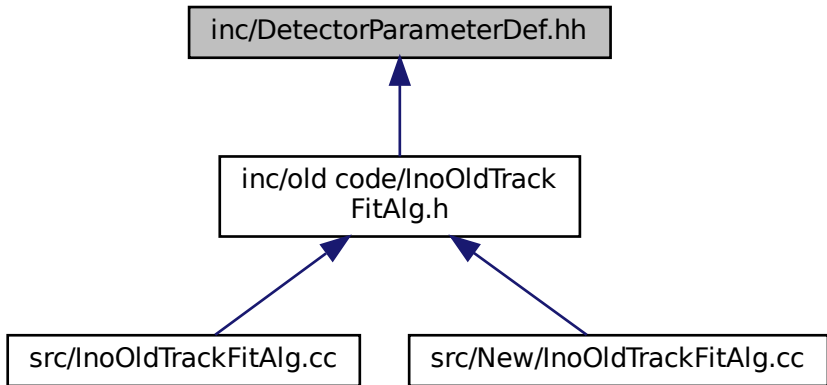 inc/DetectorParameterDef.hh
inc/old code/InoOldTrack
FitAlg.h
src/InoOldTrackFitAlg.cc
src/New/InoOldTrackFitAlg.cc